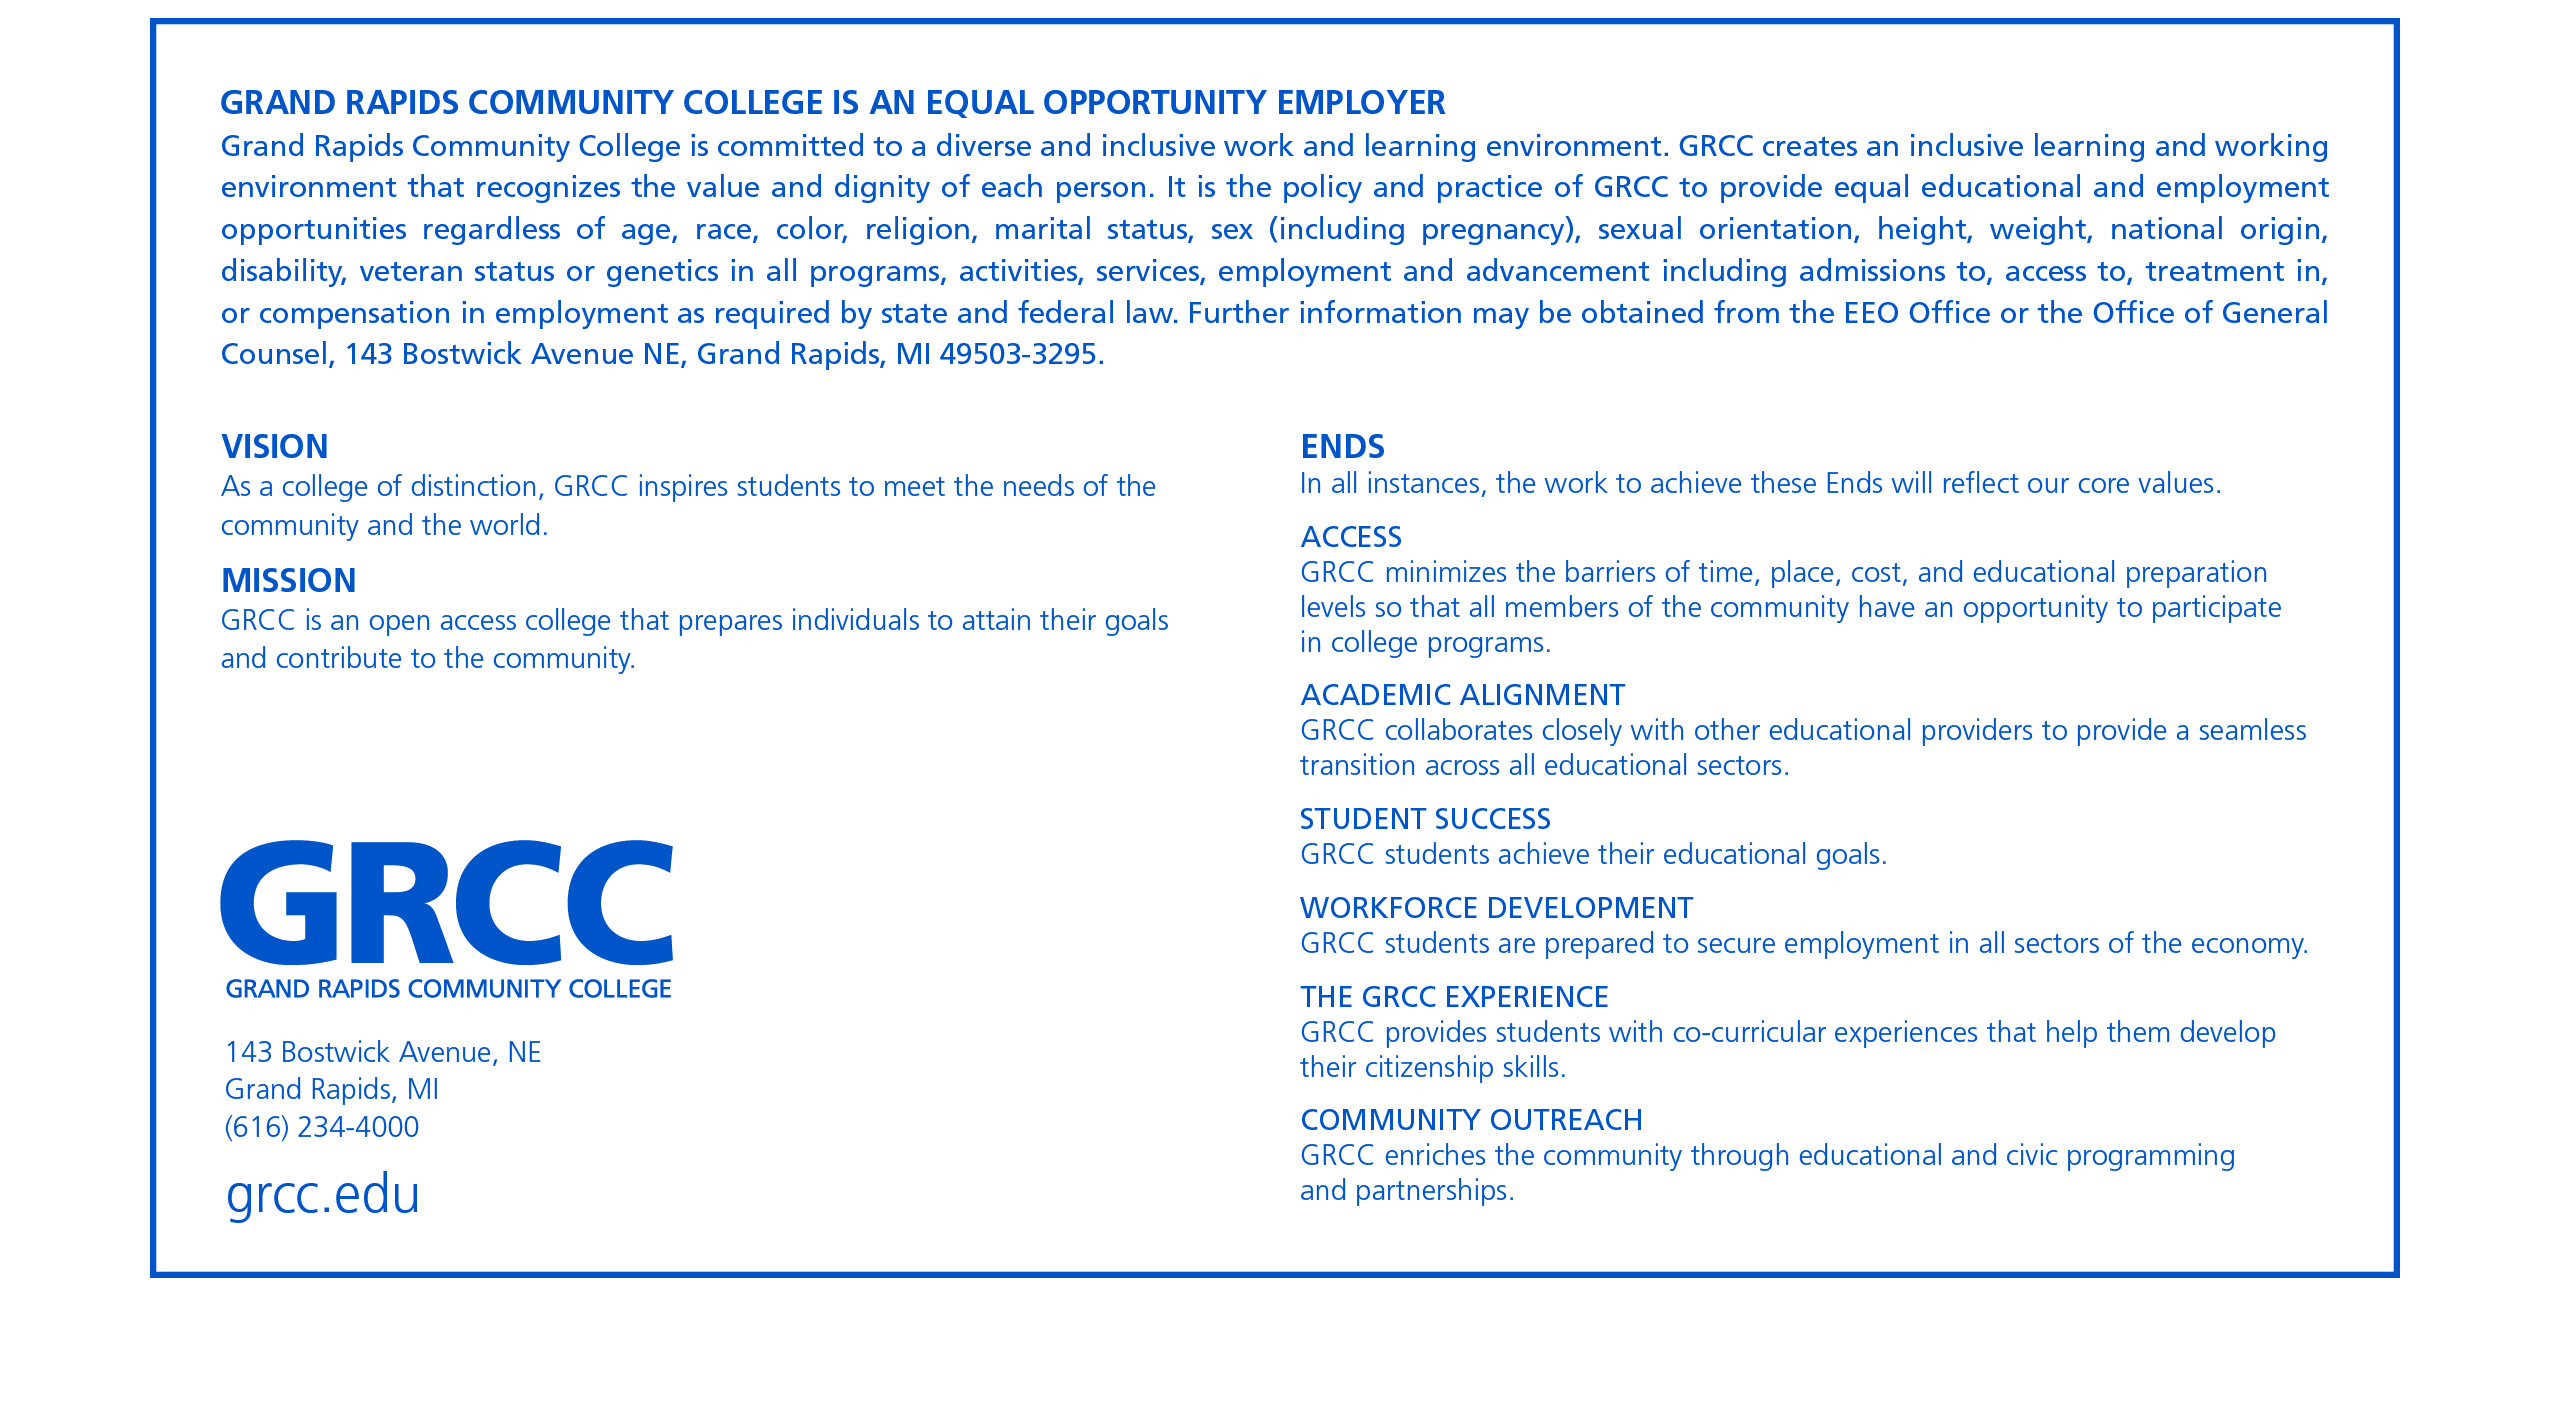 GRAND RAPIDS COMMUNITY COLLEGE IS AN EQUAL OPPORTUNITY EMPLOYER
Grand Rapids Community College is committed to a diverse and inclusive work and learning environment. GRCC creates an inclusive learning and working
environment that recognizes the value and dignity of each person. It is the policy and practice of GRCC to provide equal educational and employment
opportunities regardless of age, race, color, religion, marital status, sex (including pregnancy), sexual orientation, height, weight, national origin,
disability, veteran status or genetics in all programs, activities, services, employment and advancement including admissions to, access to, treatment in,
or compensation in employment as required by state and federal law. Further information may be obtained from the EEO Office or the Office of General
Counsel, 143 Bostwick Avenue NE, Grand Rapids, MI 49503-3295.
VISION
As a college of distinction, GRCC inspires students to meet the needs of the
community and the world.
MISSION
GRCC is an open access college that prepares individuals to attain their goals
and contribute to the community.
GRCC
GRAND RAPIDS COMMUNITY COLLEGE
143 Bostwick Avenue, NE
Grand Rapids, MI
(616) 234-4000
grcc.edu
ENDS
In all instances, the work to achieve these Ends will reflect our core values.
ACCESS
GRCC minimizes the barriers of time, place, cost, and educational preparation
levels so that all members of the community have an opportunity to participate
in college programs.
ACADEMIC ALIGNMENT
GRCC collaborates closely with other educational providers to provide a seamless
transition across all educational sectors.
STUDENT SUCCESS
GRCC students achieve their educational goals.
WORKFORCE DEVELOPMENT
GRCC students are prepared to secure employment in all sectors of the economy.
THE GRCC EXPERIENCE
GRCC provides students with co-curricular experiences that help them develop
their citizenship skills.
COMMUNITY OUTREACH
GRCC enriches the community through educational and civic programming
and partnerships.